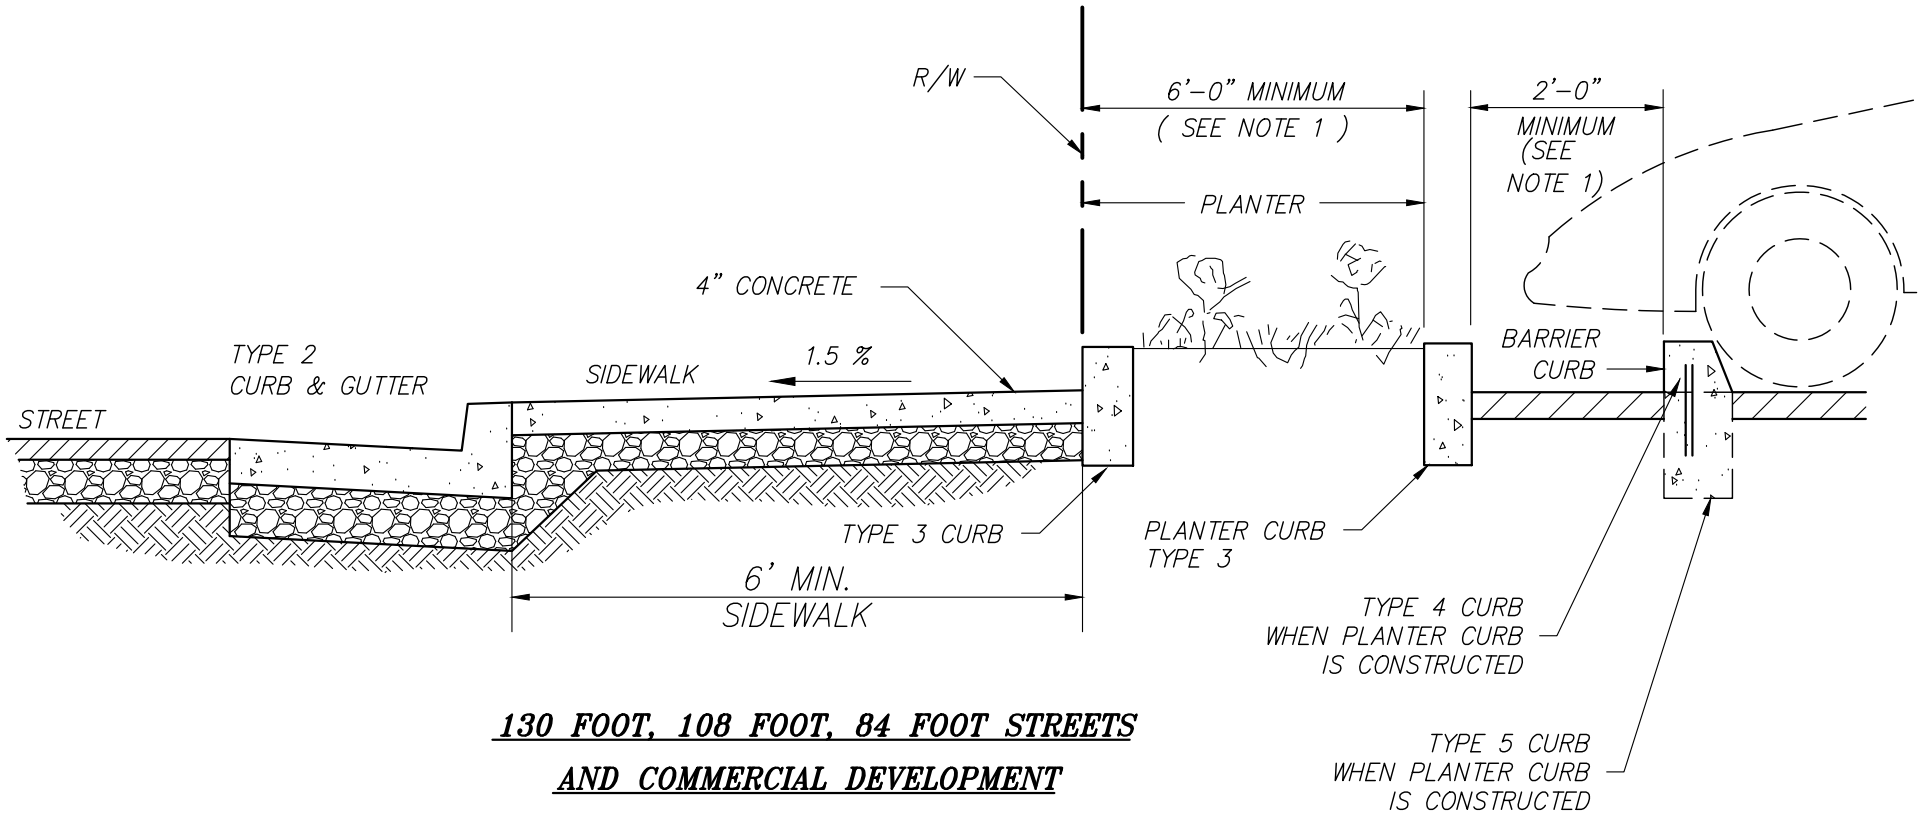 R/W
6'-0" MINIMUM
( SEE NOTE 1 )
2'-0"
MINIMUM
(SEE
NOTE 1)
PLANTER
4" CONCRETE
TYPE 2
CURB & GUTTER
SIDEWALK
1.5 %
BARRIER
CURB
STREET
TYPE 3 CURB
PLANTER CURB
TYPE 3
6' MIN.
SIDEWALK
TYPE 4 CURB
WHEN PLANTER CURB
IS CONSTRUCTED
130 FOOT, 108 FOOT, 84 FOOT STREETS
AND COMMERCIAL DEVELOPMENT
TYPE 5 CURB
WHEN PLANTER CURB
IS CONSTRUCTED